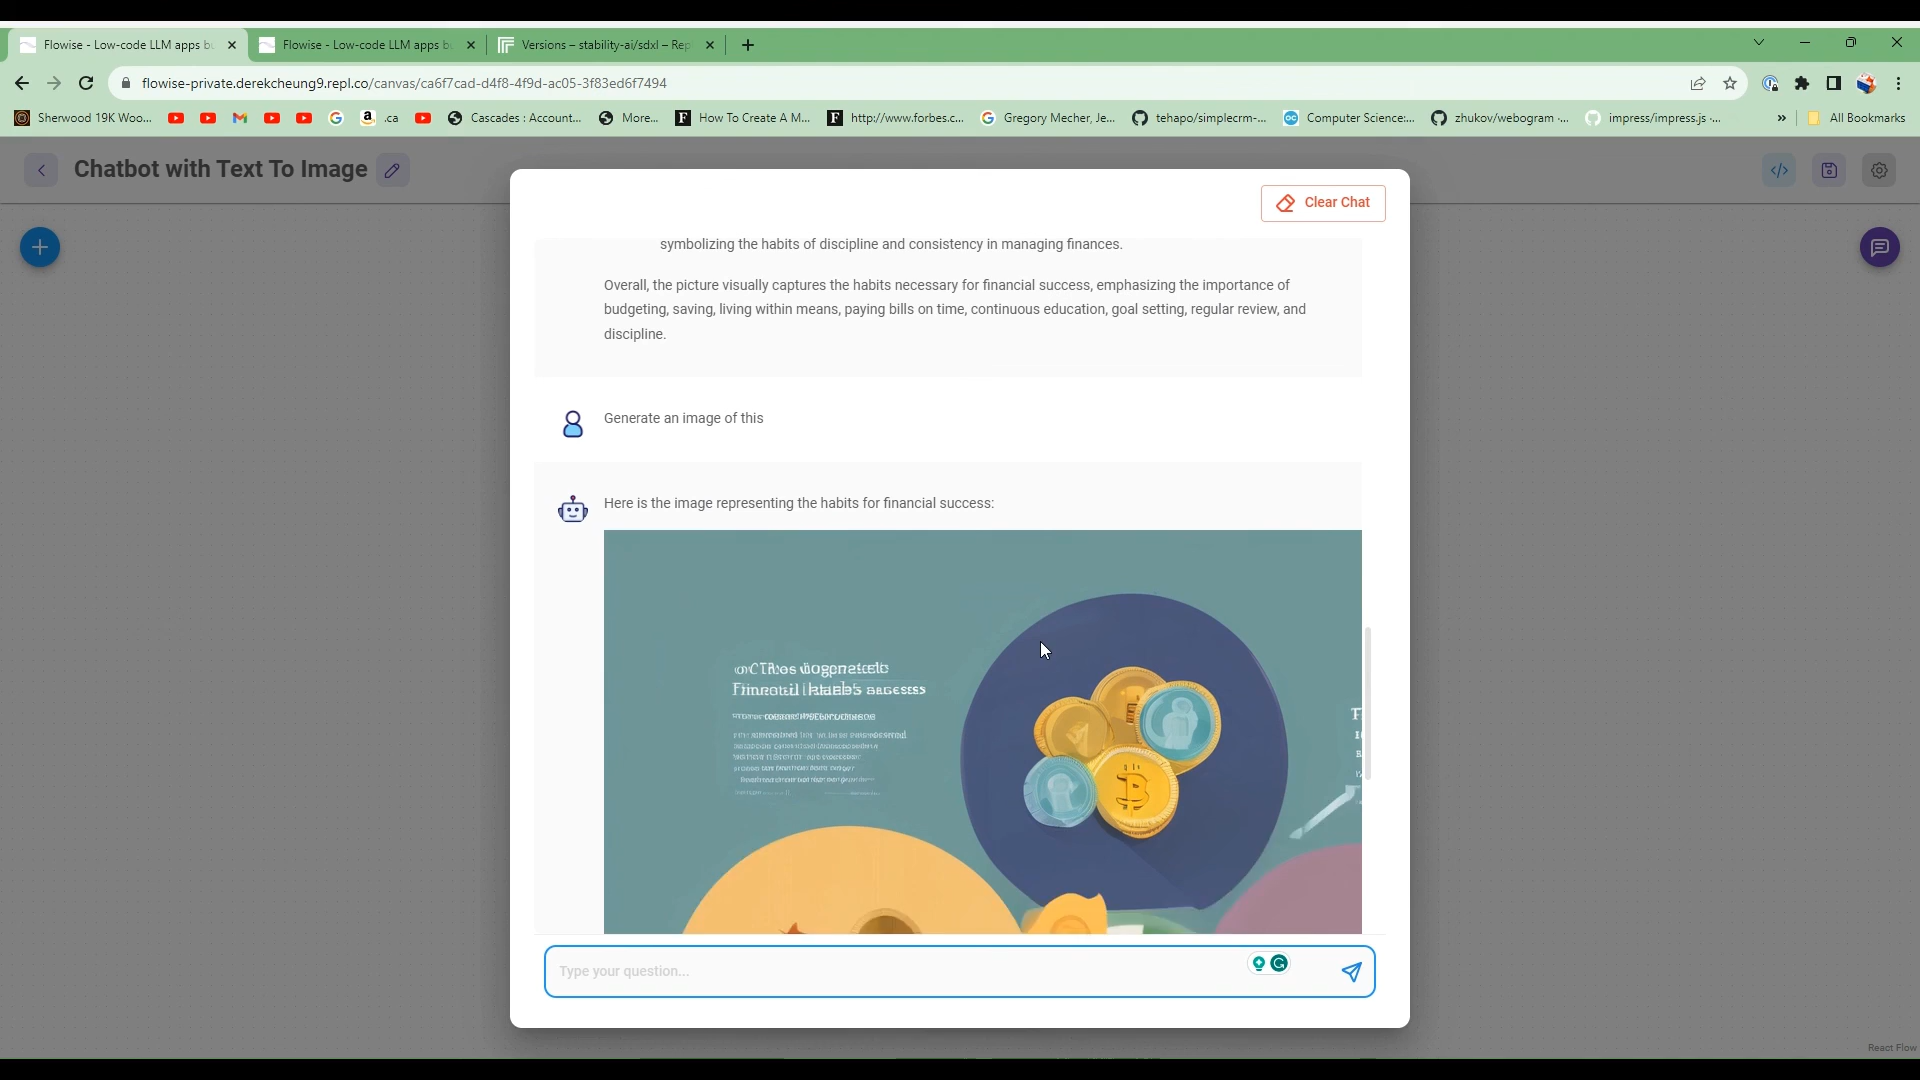 Flowise - Low-code LLM apps bu
Flowise - Low-code LLM apps bu
Versions – stability-ai/sdxl – Rep
flowise-private.derekcheung9.repl.co/canvas/ca6f7cad-d4f8-4f9d-ac05-3f83ed6f7494
Sherwood 19K Woo...
.ca
Cascades : Account...
More...
How To Create A M...
http://www.forbes.c...
Gregory Mecher, Je...
tehapo/simplecrm-...
Computer Science:...
zhukov/webogram -...
impress/impress.js -...
»
All Bookmarks
Chatbot with Text To Image
Clear Chat
symbolizing the habits of discipline and consistency in managing finances.
Overall, the picture visually captures the habits necessary for financial success, emphasizing the importance of
budgeting, saving, living within means, paying bills on time, continuous education, goal setting, regular review, and
discipline.
Generate an image of this
Here is the image representing the habits for financial success:
Type your question...
React Flow